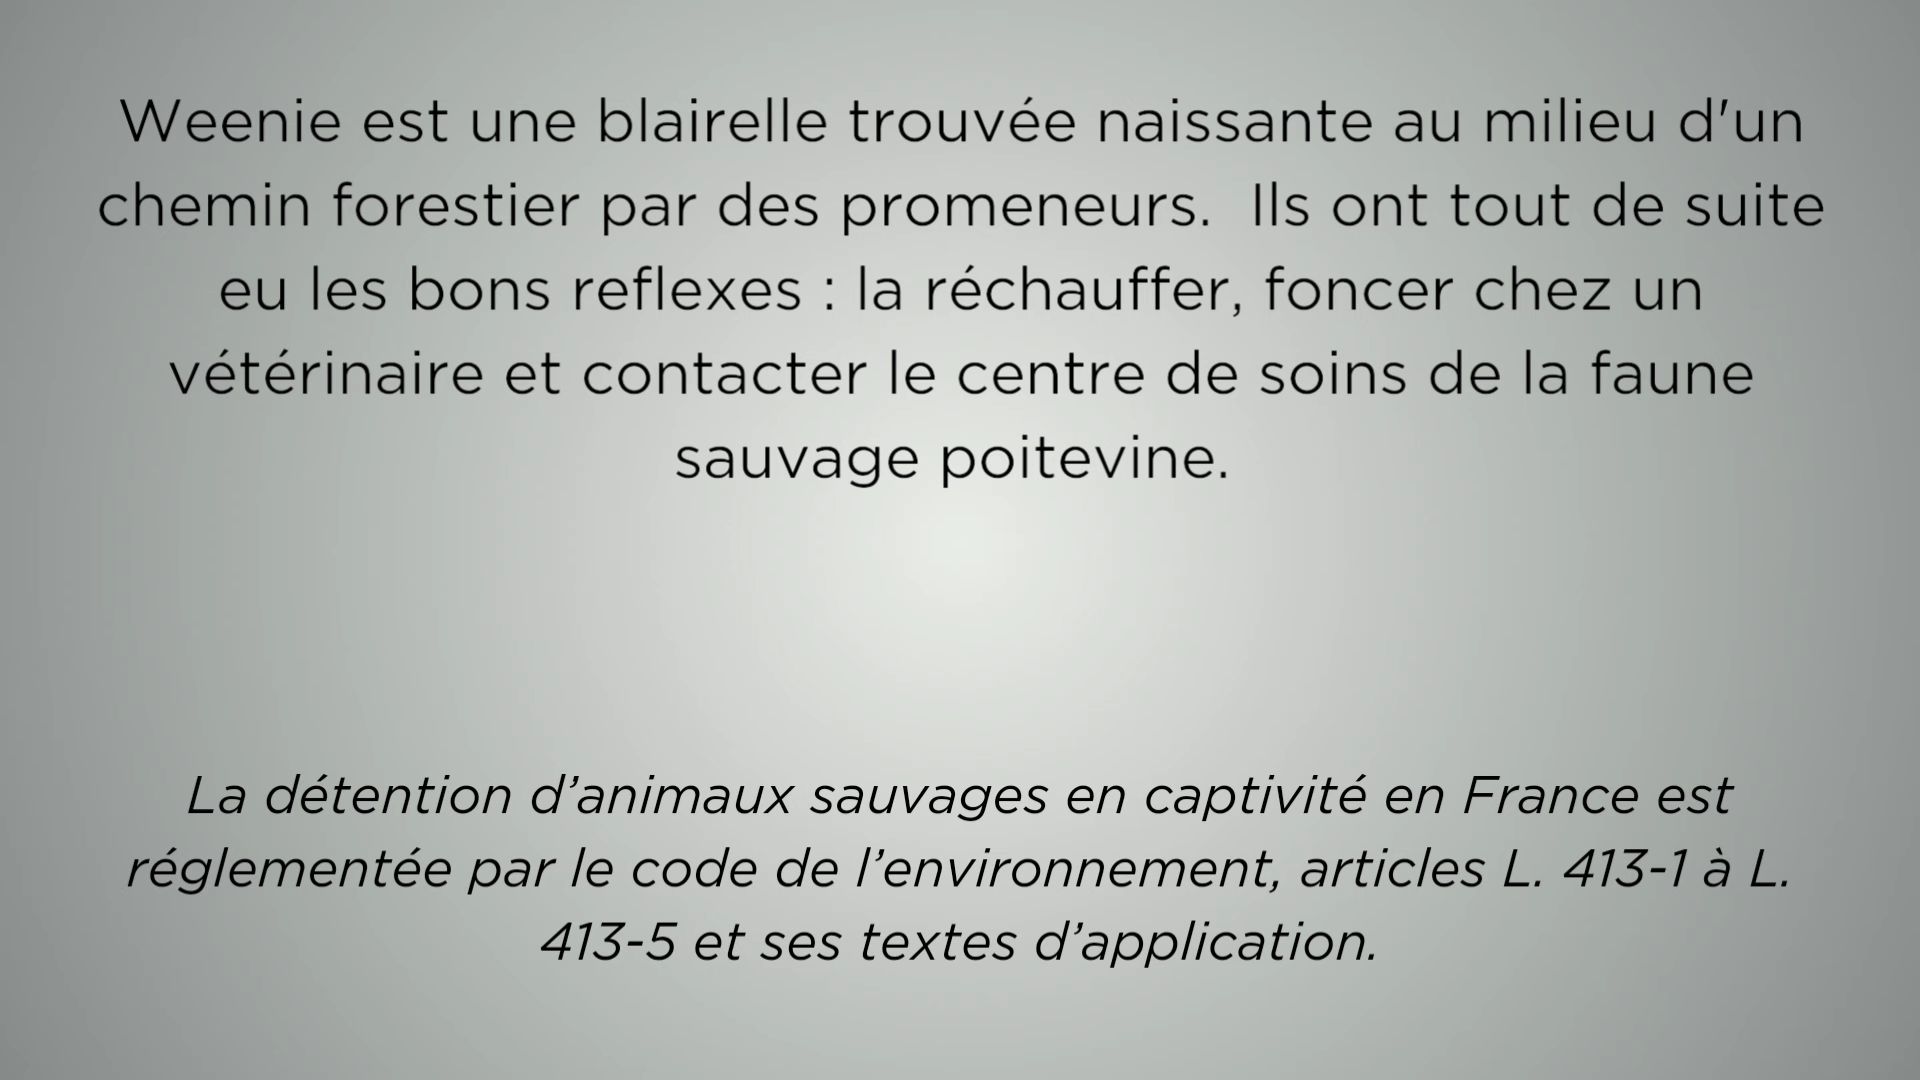 Weenie est une blairelle trouvée naissante au milieu d'un
chemin forestier par des promeneurs.  Ils ont tout de suite
eu les bons reflexes : la réchauffer, foncer chez un
vétérinaire et contacter le centre de soins de la faune
sauvage poitevine.
La détention d’animaux sauvages en captivité en France est
réglementée par le code de l’environnement, articles L. 413-1 à L.
413-5 et ses textes d’application.